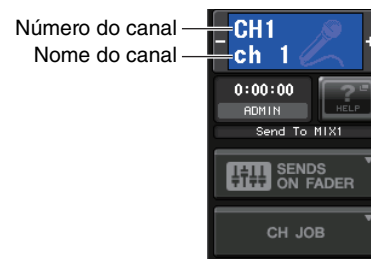 Número do canal
CH1
Nome do canal
ch 1
- +
0:00:00
ADMIN
?
HELP
Send To MIX1
SENDS
ON FADER
CH JOB